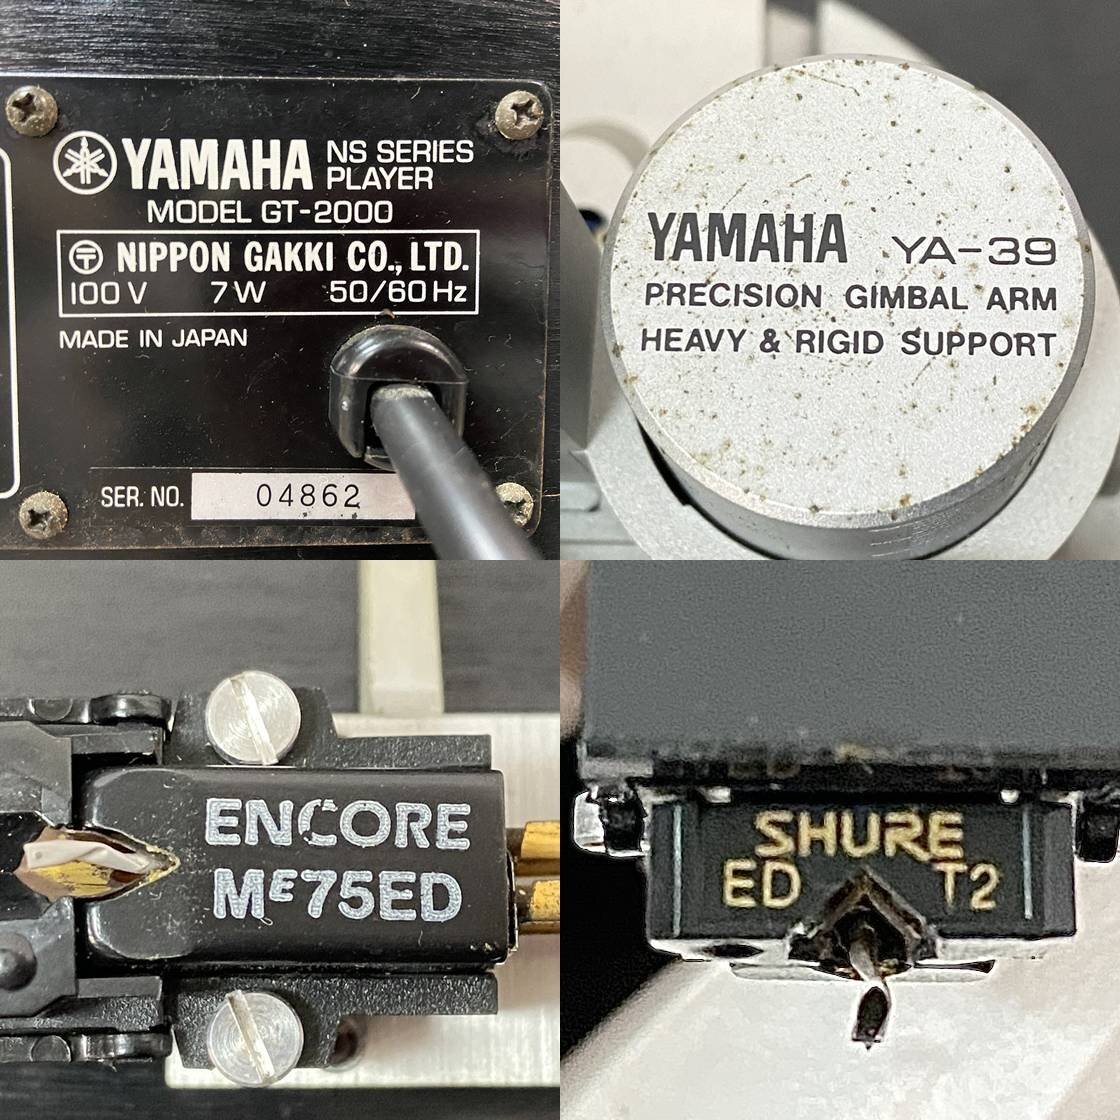 YAMAHA NS SERIES
PLAYER
MODEL GT-2000
〶 NIPPON GAKKI CO., LTD.
100V 7W 50/60Hz
MADE IN JAPAN
SER. NO. 04862
YAMAHA YA-39
PRECISION GIMBAL ARM
HEAVY & RIGID SUPPORT
ENCORE
ME75ED
SHURE
ED T2